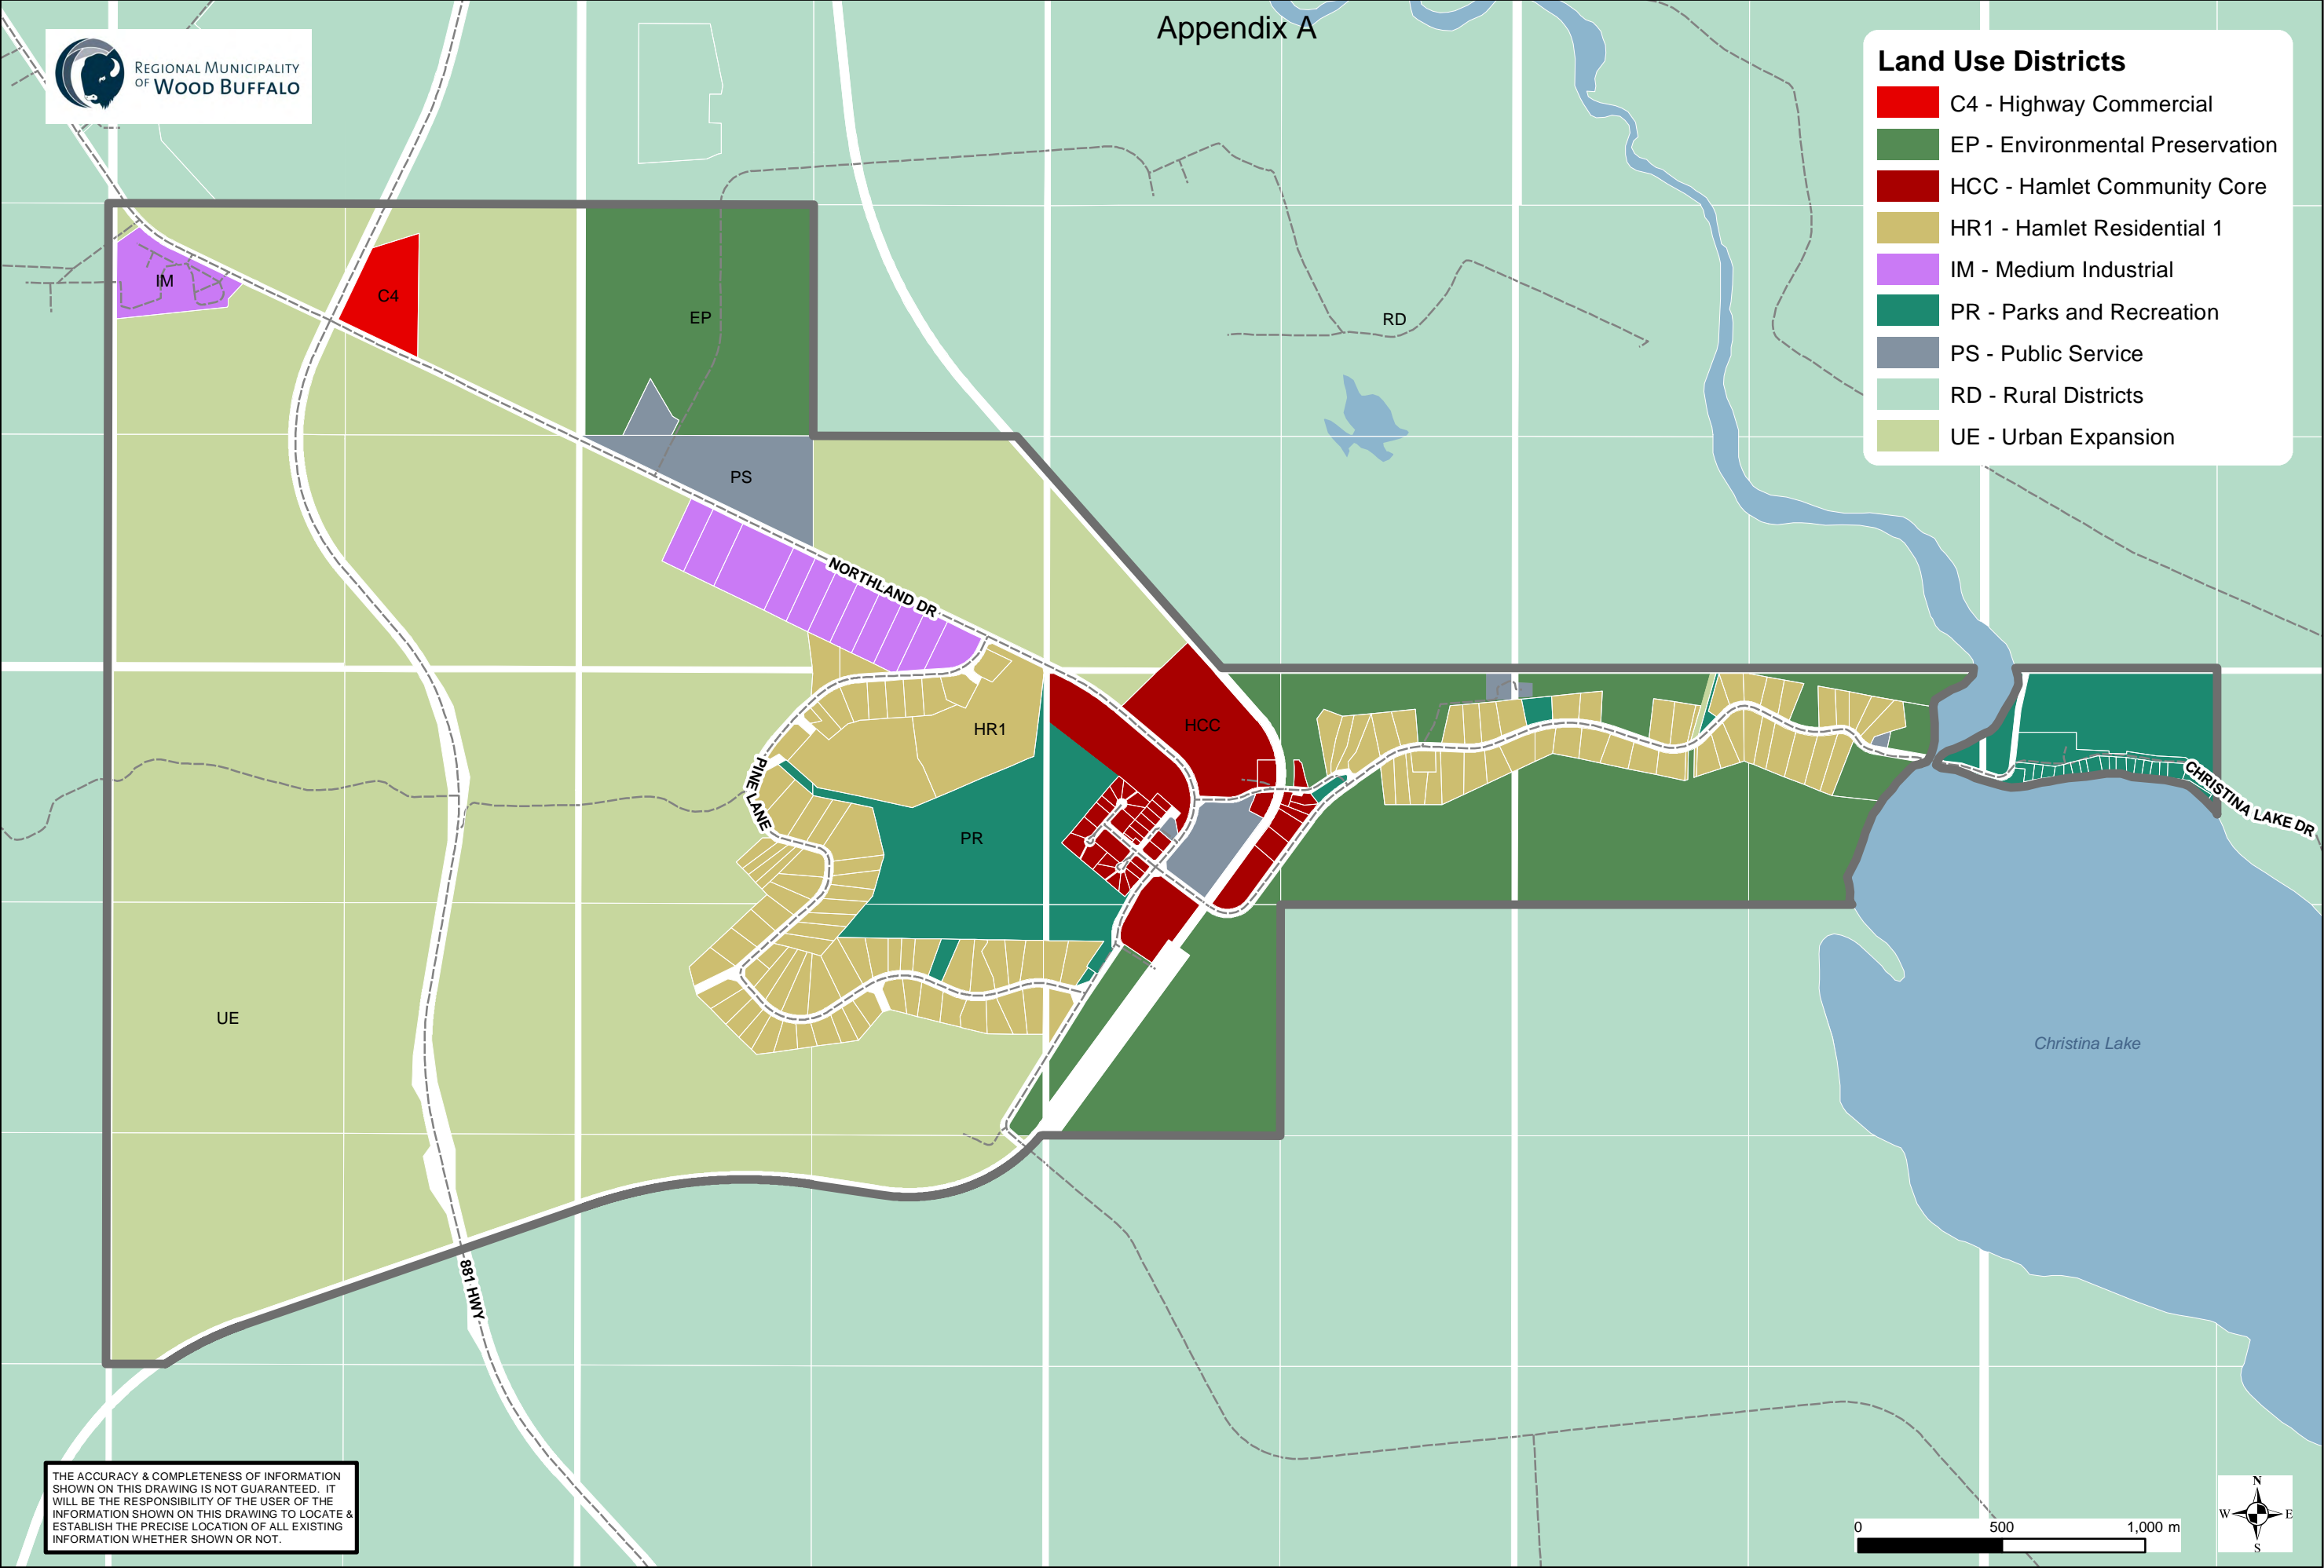 Appendix A
REGIONAL MUNICIPALITY
OF WOOD BUFFALO
Land Use Districts
C4 - Highway Commercial
EP - Environmental Preservation
HCC - Hamlet Community Core
HR1 - Hamlet Residential 1
IM - Medium Industrial
PR - Parks and Recreation
PS - Public Service
RD - Rural Districts
UE - Urban Expansion
IM
C4
EP
RD
PS
NORTHLAND DR
HCC
HR1
PINE LANE
PR
CHRISTINA LAKE DR
UE
Christina Lake
881 HWY
THE ACCURACY & COMPLETENESS OF INFORMATION
SHOWN ON THIS DRAWING IS NOT GUARANTEED. IT
WILL BE THE RESPONSIBILITY OF THE USER OF THE
INFORMATION SHOWN ON THIS DRAWING TO LOCATE &
ESTABLISH THE PRECISE LOCATION OF ALL EXISTING
INFORMATION WHETHER SHOWN OR NOT.
0 500 1,000 m
N
W E
S